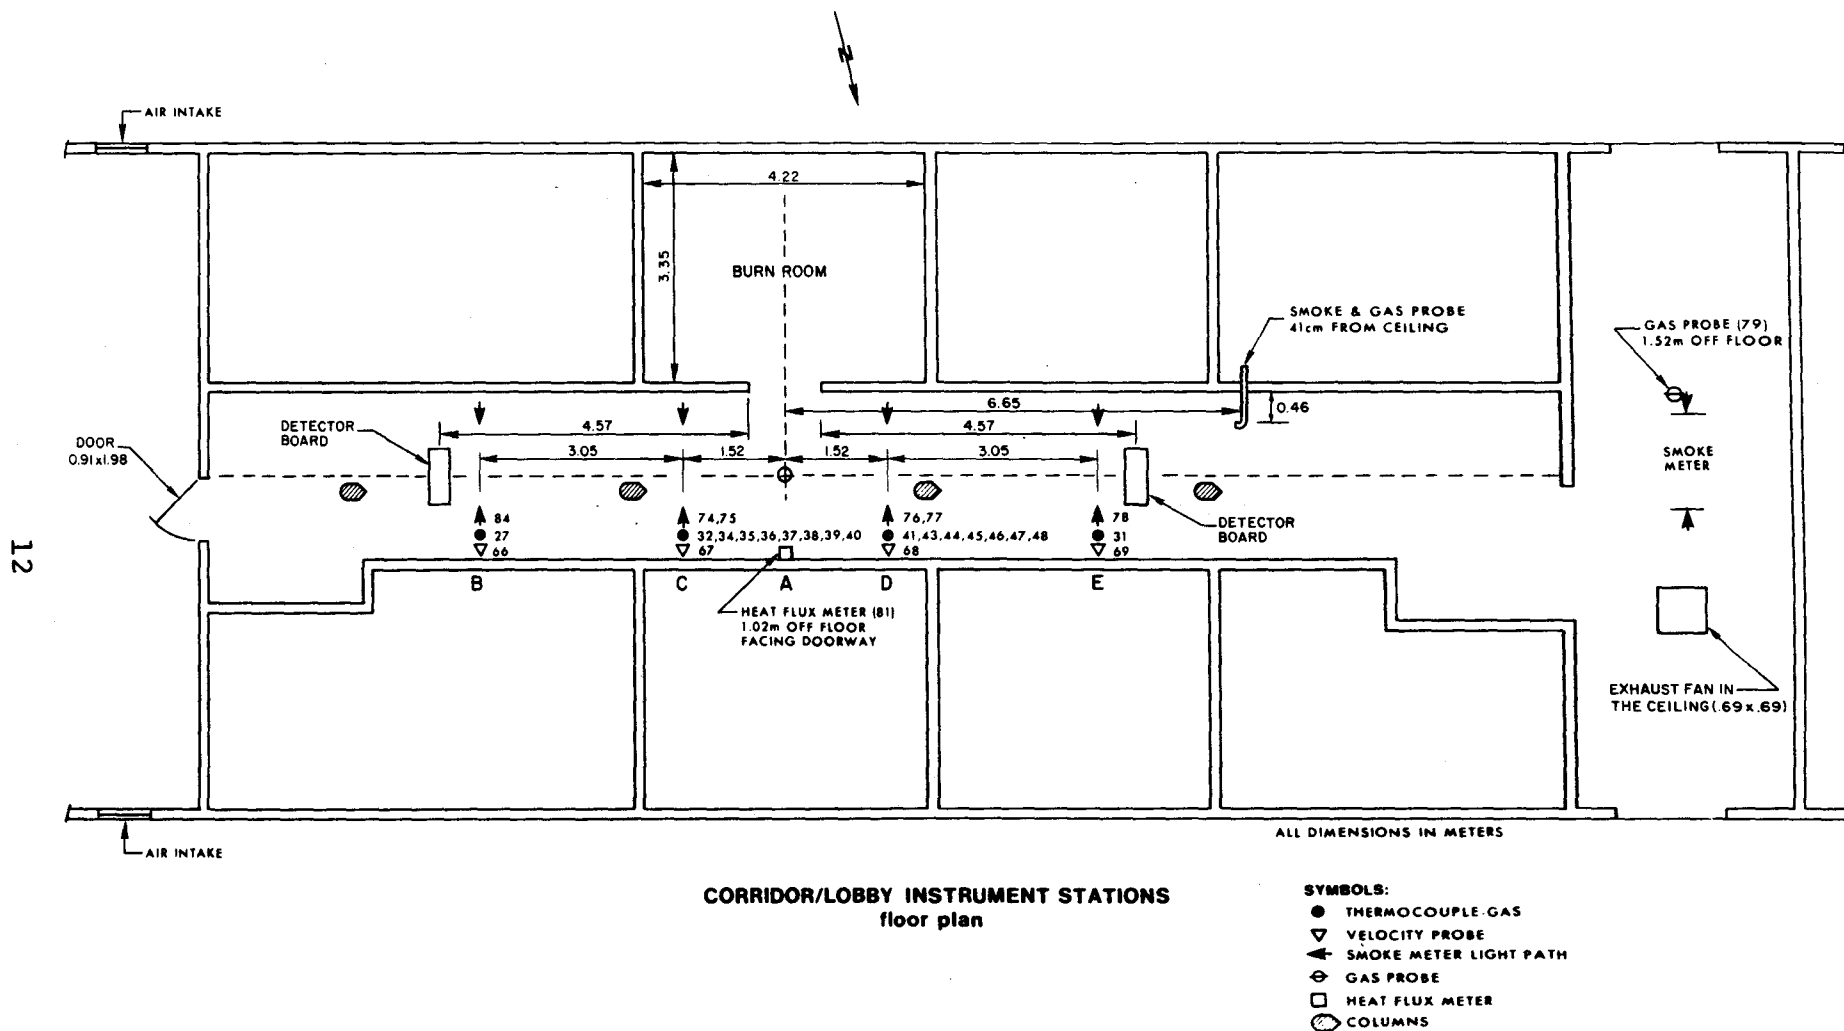 N
AIR INTAKE
4.22
3.35
BURN ROOM
SMOKE & GAS PROBE
41cm FROM CEILING
GAS PROBE (79)
1.52m OFF FLOOR
6.65
0.46
DETECTOR
BOARD
4.57
4.57
DOOR
0.91x1.98
3.05
1.52
1.52
3.05
SMOKE
METER
84
74,75
76,77
78
DETECTOR
BOARD
27
32,34,35,36,37,38,39,40
41,43,44,45,46,47,48
31
66
67
68
69
12
B
C
A
D
E
HEAT FLUX METER (81)
1.02m OFF FLOOR
FACING DOORWAY
EXHAUST FAN IN
THE CEILING(.69x.69)
ALL DIMENSIONS IN METERS
AIR INTAKE
CORRIDOR/LOBBY INSTRUMENT STATIONS
floor plan
SYMBOLS:
THERMOCOUPLE-GAS
VELOCITY PROBE
SMOKE METER LIGHT PATH
GAS PROBE
HEAT FLUX METER
COLUMNS